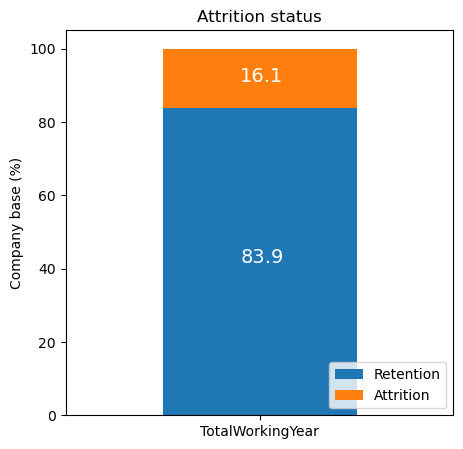 Attrition status
100
80
60
40
20
0
Company base (%)
16.1
83.9
Retention
Attrition
TotalWorkingYear